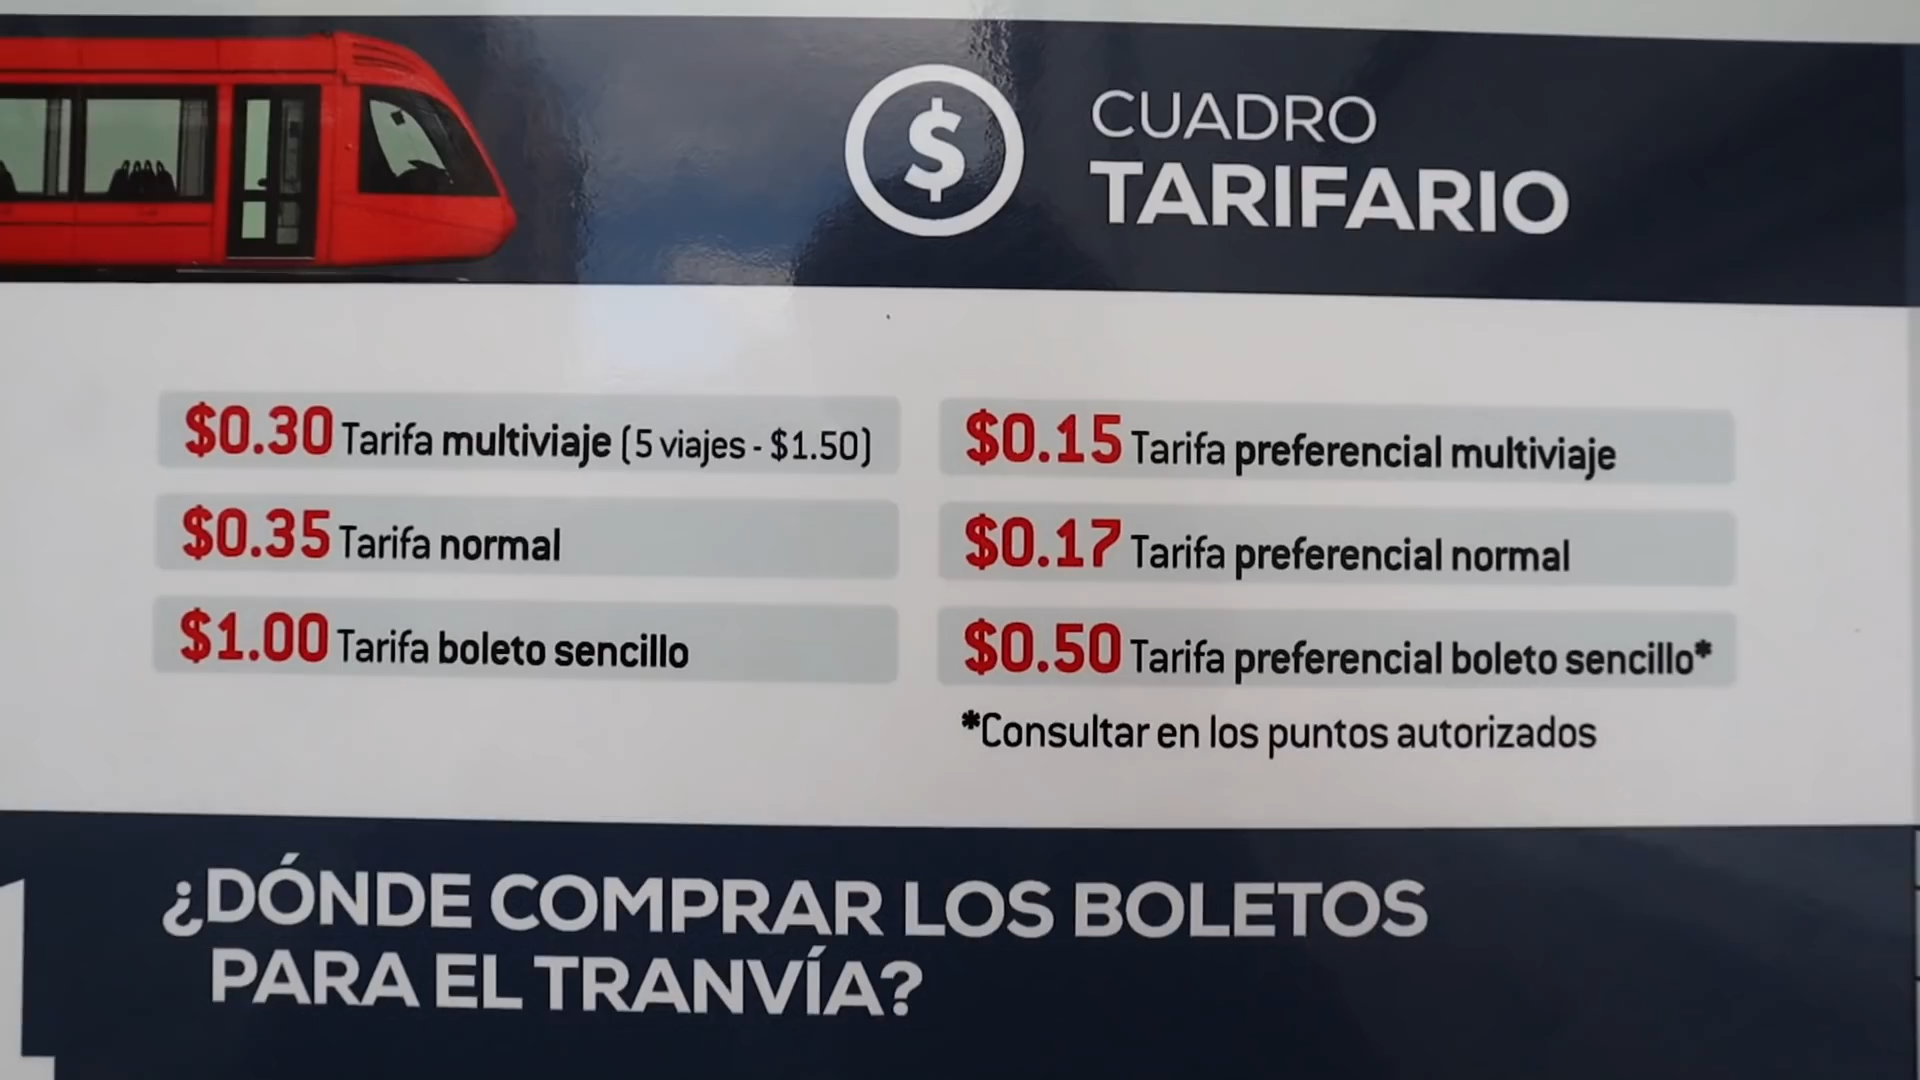 CUADRO
TARIFARIO
$0.30 Tarifa multiviaje (5 viajes - $1.50)
$0.35 Tarifa normal
$1.00 Tarifa boleto sencillo
$0.15 Tarifa preferencial multiviaje
$0.17 Tarifa preferencial normal
$0.50 Tarifa preferencial boleto sencillo*
*Consultar en los puntos autorizados
¿DÓNDE COMPRAR LOS BOLETOS
PARA EL TRANVÍA?